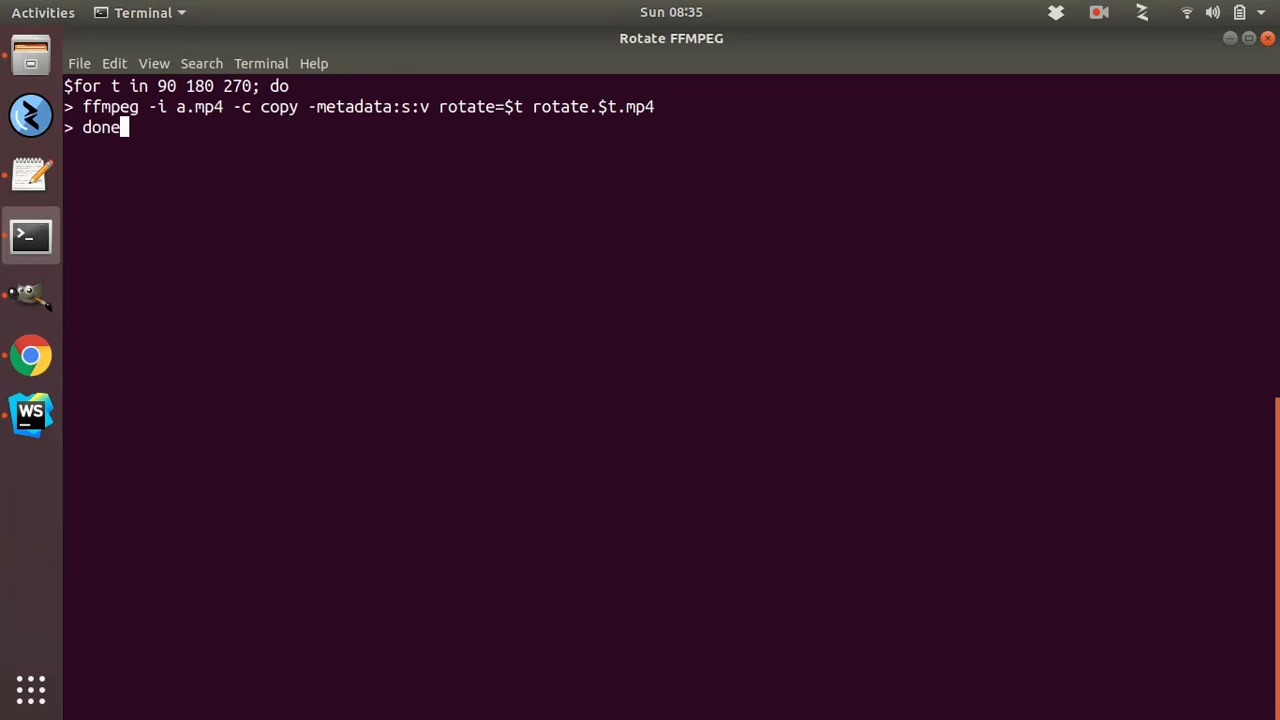 Activities Terminal Sun 08:35
Rotate FFMPEG
File Edit View Search Terminal Help
$for t in 90 180 270; do
> ffmpeg -i a.mp4 -c copy -metadata:s:v rotate=$t rotate.$t.mp4
> done
>_
WS